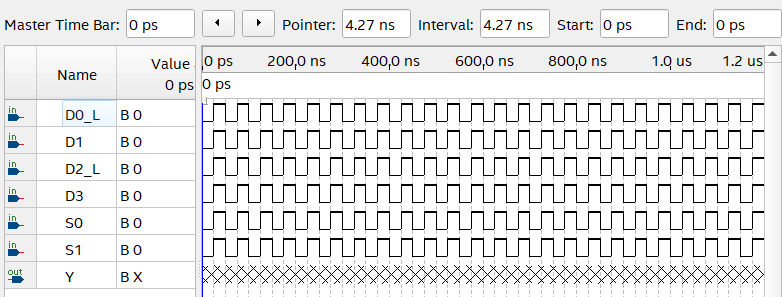 Master Time Bar: 0 ps Pointer: 4.27 ns Interval: 4.27 ns Start: 0 ps End: 0 ps
Name Value 0 ps
0 ps 200,0 ns 400,0 ns 600,0 ns 800,0 ns 1.0 us 1.2 us
0 ps
in D0_L B 0
in D1 B 0
in D2_L B 0
in D3 B 0
in S0 B 0
in S1 B 0
out Y B X